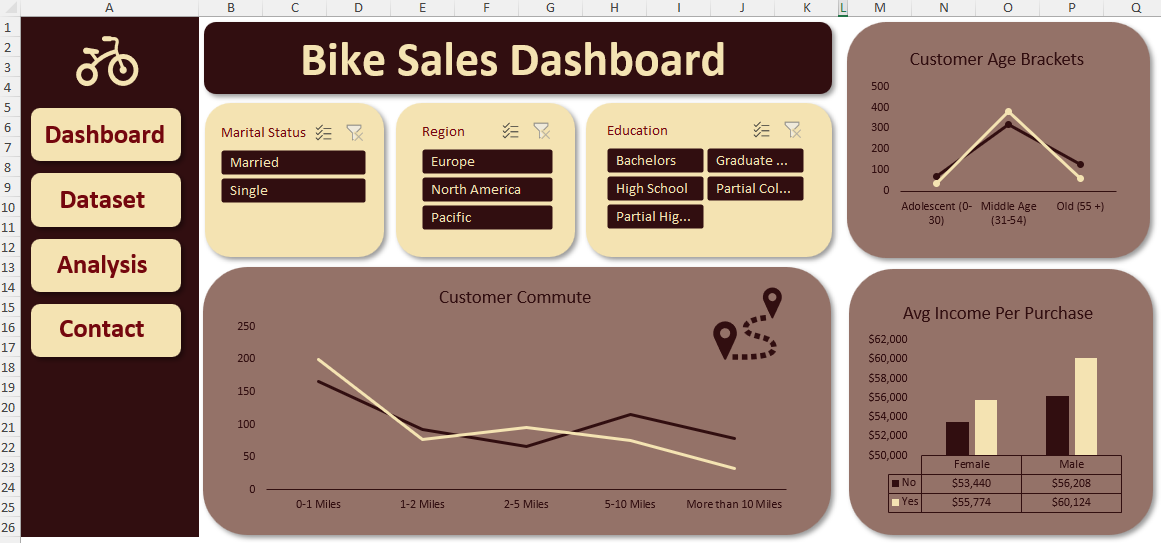 A B C D E F G H I J K L M N O P Q
1
2
3
4
5
6
7
8
9
10
11
12
13
14
15
16
17
18
19
20
21
22
23
24
25
26
Dashboard
Dataset
Analysis
Contact
Bike Sales Dashboard
Marital Status
Married
Single
Region
Europe
North America
Pacific
Education
Bachelors
Graduate ...
High School
Partial Col...
Partial Hig...
Customer Age Brackets
500
400
300
200
100
0
Adolescent (0-
30)
Middle Age
(31-54)
Old (55 +)
Customer Commute
250
200
150
100
50
0
0-1 Miles 1-2 Miles 2-5 Miles 5-10 Miles More than 10 Miles
Avg Income Per Purchase
$62,000
$60,000
$58,000
$56,000
$54,000
$52,000
$50,000
Female Male
No $53,440 $56,208
Yes $55,774 $60,124